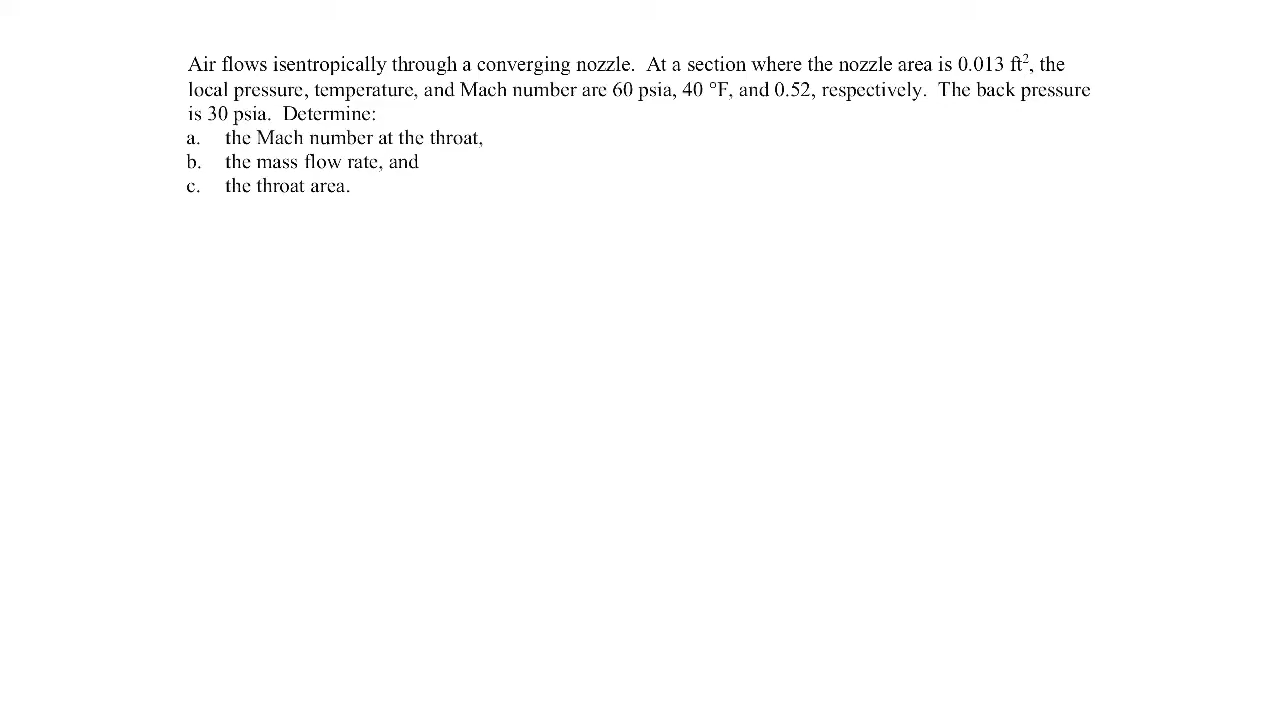 Air flows isentropically through a converging nozzle.  At a section where the nozzle area is 0.013 ft², the
local pressure, temperature, and Mach number are 60 psia, 40 °F, and 0.52, respectively.  The back pressure
is 30 psia.  Determine:
a. the Mach number at the throat,
b. the mass flow rate, and
c. the throat area.